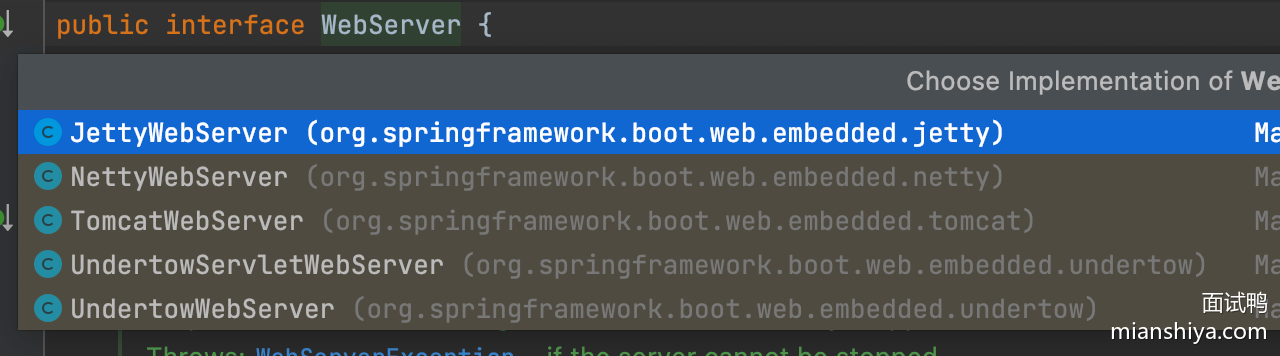 public interface WebServer {
Choose Implementation of We
JettyWebServer (org.springframework.boot.web.embedded.jetty) Ma
NettyWebServer (org.springframework.boot.web.embedded.netty) Ma
TomcatWebServer (org.springframework.boot.web.embedded.tomcat) Ma
UndertowServletWebServer (org.springframework.boot.web.embedded.undertow) Ma
UndertowWebServer (org.springframework.boot.web.embedded.undertow) Ma
面试鸭
mianshiya.com
Throws: WebServerException – if the server cannot be stopped